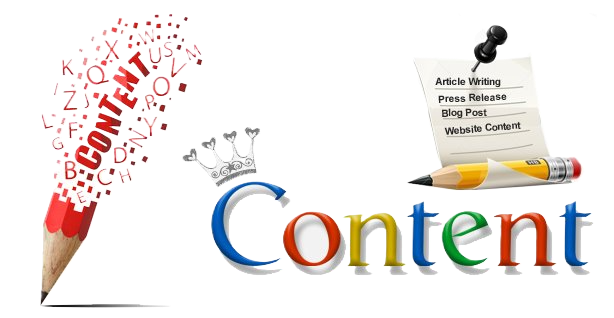 CONTENT
K
Q
X
W
U
S
I
Z
J
O
V
M
L
G
F
P
O
G
D
N
Y
B
C
H
E
Article Writing
Press Release
Blog Post
Website Content
Content